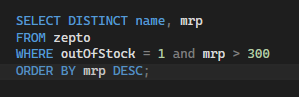 SELECT DISTINCT name, mrp
FROM zepto
WHERE outOfStock = 1 and mrp > 300
ORDER BY mrp DESC;